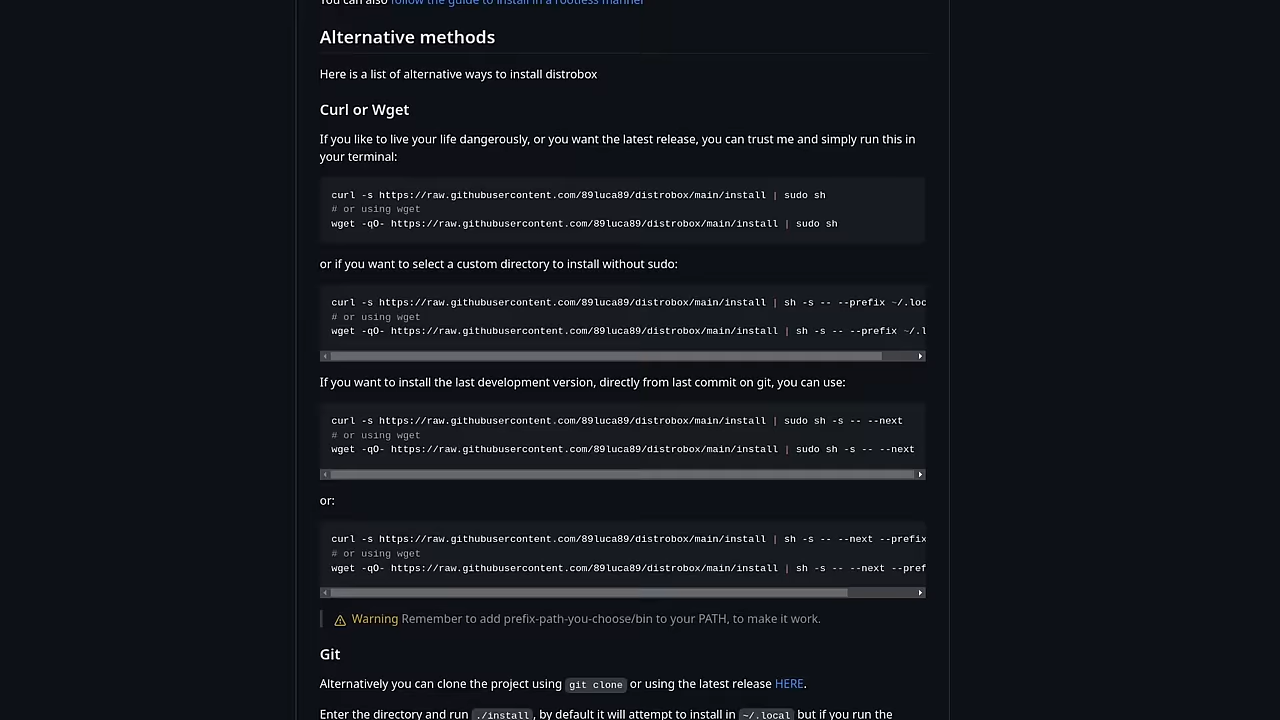 You can also follow the guide to install in a rootless manner
Alternative methods
Here is a list of alternative ways to install distrobox
Curl or Wget
If you like to live your life dangerously, or you want the latest release, you can trust me and simply run this in
your terminal:
curl -s https://raw.githubusercontent.com/89luca89/distrobox/main/install | sudo sh
# or using wget
wget -qO- https://raw.githubusercontent.com/89luca89/distrobox/main/install | sudo sh
or if you want to select a custom directory to install without sudo:
curl -s https://raw.githubusercontent.com/89luca89/distrobox/main/install | sh -s -- --prefix ~/.loc
# or using wget
wget -qO- https://raw.githubusercontent.com/89luca89/distrobox/main/install | sh -s -- --prefix ~/.l
If you want to install the last development version, directly from last commit on git, you can use:
curl -s https://raw.githubusercontent.com/89luca89/distrobox/main/install | sudo sh -s -- --next
# or using wget
wget -qO- https://raw.githubusercontent.com/89luca89/distrobox/main/install | sudo sh -s -- --next
or:
curl -s https://raw.githubusercontent.com/89luca89/distrobox/main/install | sh -s -- --next --prefix
# or using wget
wget -qO- https://raw.githubusercontent.com/89luca89/distrobox/main/install | sh -s -- --next --pref
Warning Remember to add prefix-path-you-choose/bin to your PATH, to make it work.
Git
Alternatively you can clone the project using git clone or using the latest release HERE.
Enter the directory and run ./install, by default it will attempt to install in ~/.local but if you run the